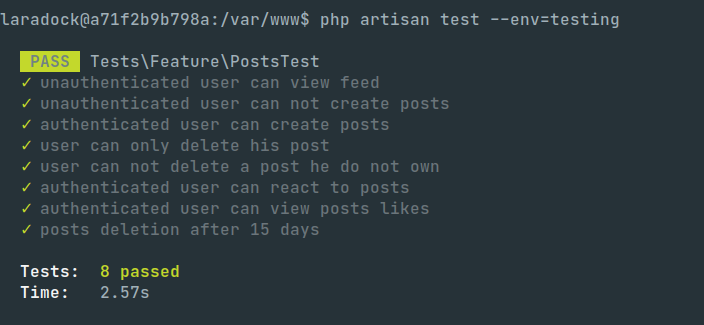 laradock@a71f2b9b798a:/var/www$ php artisan test --env=testing
PASS Tests\Feature\PostsTest
✓ unauthenticated user can view feed
✓ unauthenticated user can not create posts
✓ authenticated user can create posts
✓ user can only delete his post
✓ user can not delete a post he do not own
✓ authenticated user can react to posts
✓ authenticated user can view posts likes
✓ posts deletion after 15 days
Tests: 8 passed
Time: 2.57s